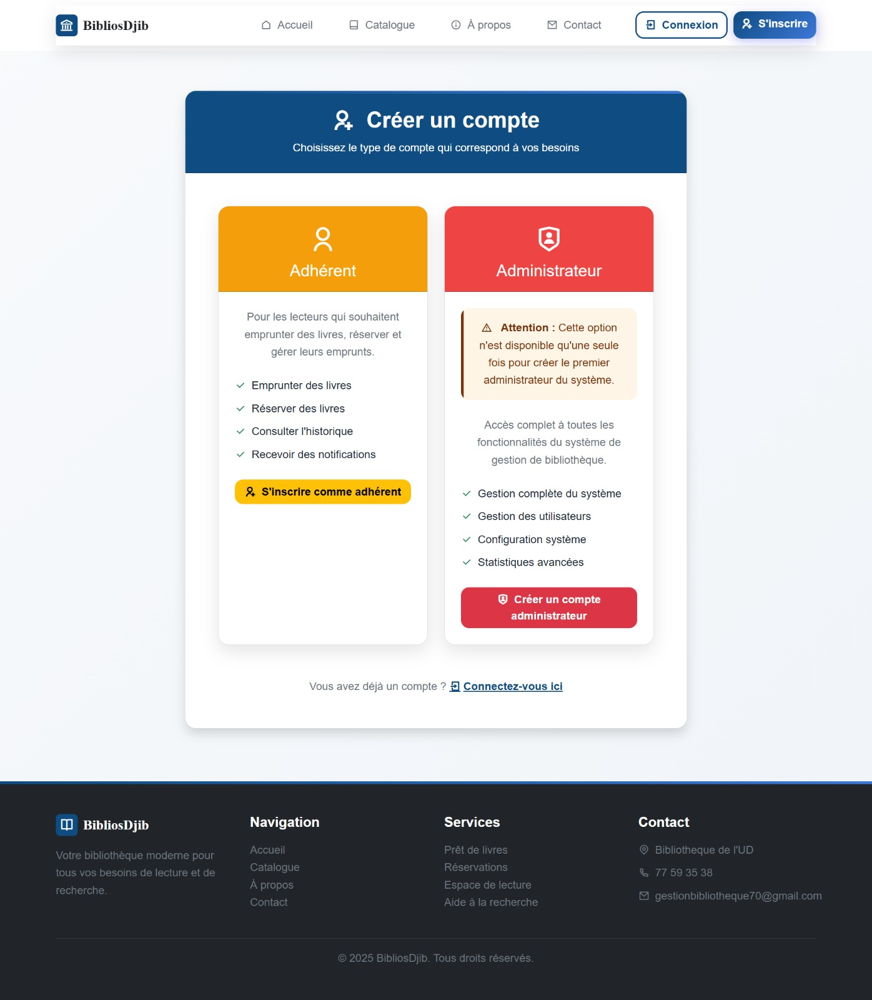 BibliosDjib
Accueil
Catalogue
À propos
Contact
Connexion
S'inscrire
Créer un compte
Choisissez le type de compte qui correspond à vos besoins
Adhérent
Pour les lecteurs qui souhaitent
emprunter des livres, réserver et
gérer leurs emprunts.
Emprunter des livres
Réserver des livres
Consulter l'historique
Recevoir des notifications
S'inscrire comme adhérent
Administrateur
Attention : Cette option
n'est disponible qu'une seule
fois pour créer le premier
administrateur du système.
Accès complet à toutes les
fonctionnalités du système de
gestion de bibliothèque.
Gestion complète du système
Gestion des utilisateurs
Configuration système
Statistiques avancées
Créer un compte
administrateur
Vous avez déjà un compte ? Connectez-vous ici
BibliosDjib
Votre bibliothèque moderne pour
tous vos besoins de lecture et de
recherche.
Navigation
Accueil
Catalogue
À propos
Contact
Services
Prêt de livres
Réservations
Espace de lecture
Aide à la recherche
Contact
Bibliotheque de l'UD
77 59 35 38
gestionbibliotheque70@gmail.com
© 2025 BibliosDjib. Tous droits réservés.